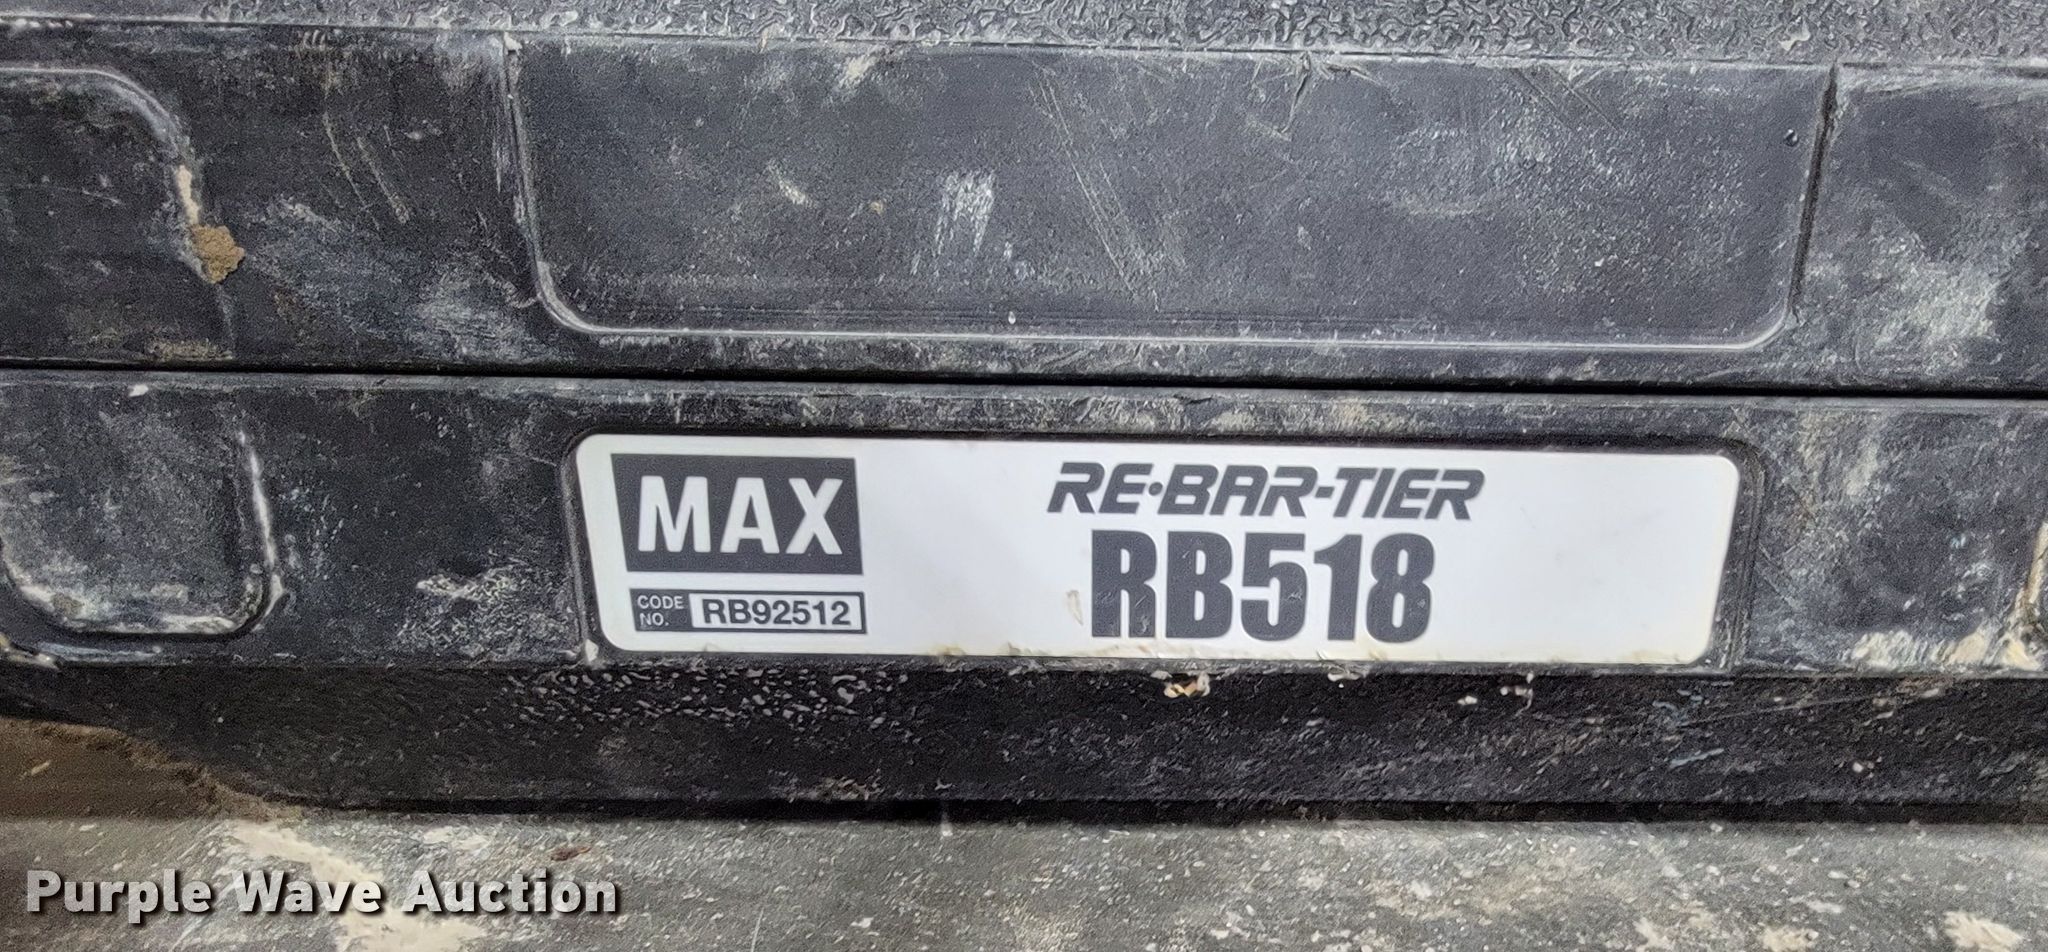 MAX
RE·BAR-TIER
RB518
CODE NO. RB92512
Purple Wave Auction